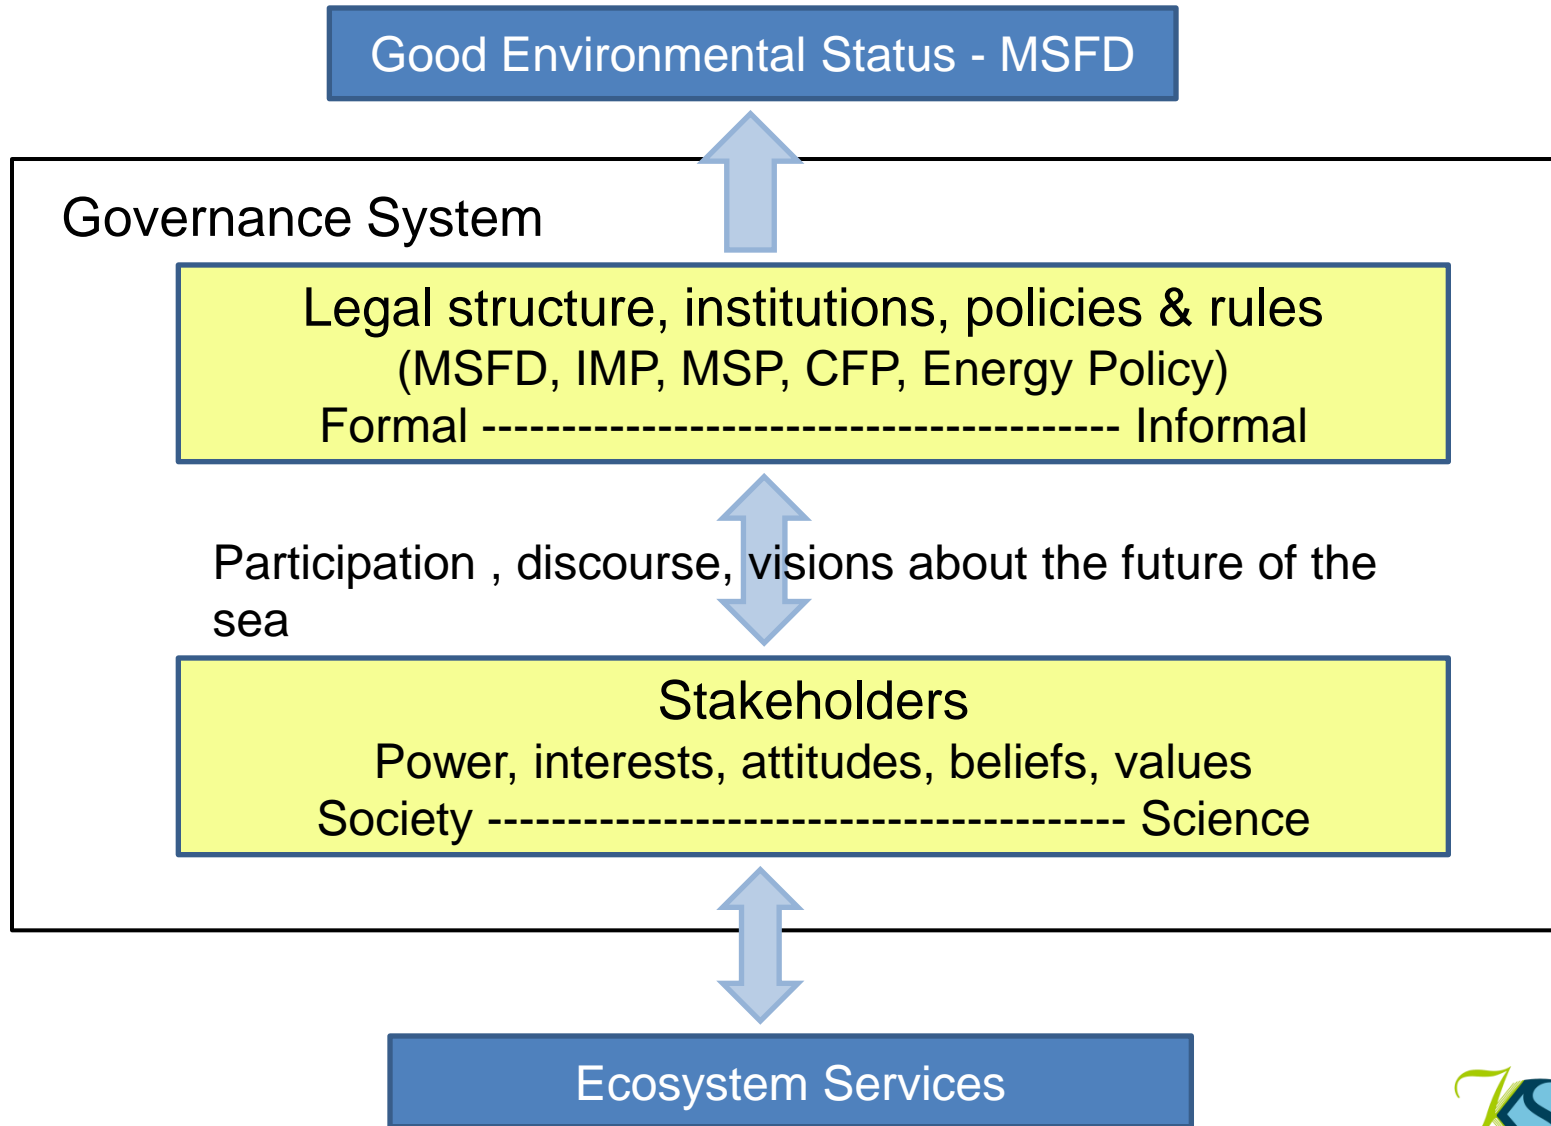 Good Environmental Status - MSFD
Governance System
Legal structure, institutions, policies & rules
(MSFD, IMP, MSP, CFP, Energy Policy)
Formal ---------------------------------------- Informal
Participation , discourse, visions about the future of the
sea
Stakeholders
Power, interests, attitudes, beliefs, values
Society ---------------------------------------- Science
Ecosystem Services